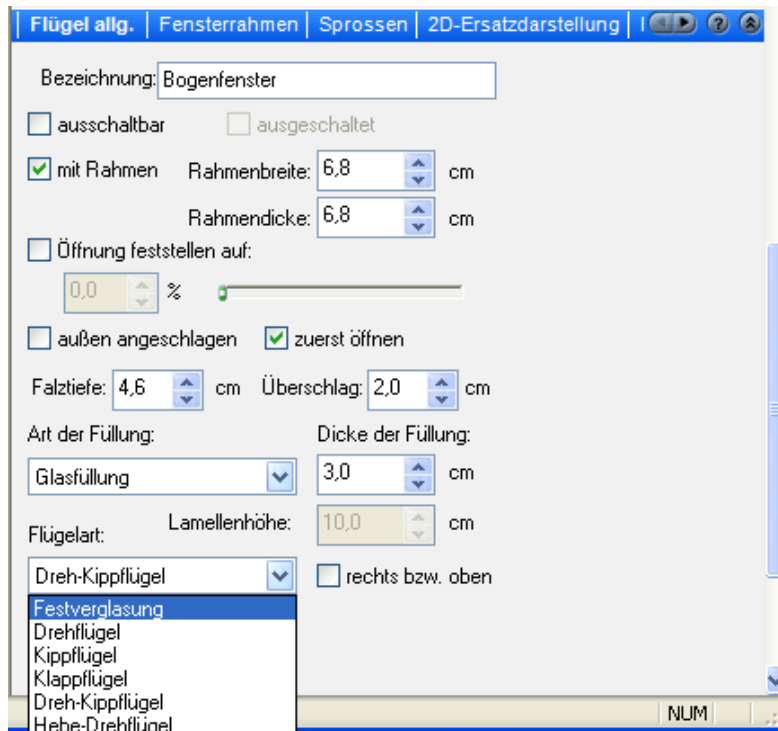 Flügel allg. | Fensterrahmen | Sprossen | 2D-Ersatzdarstellung |
Bezeichnung: Bogenfenster
ausschaltbar ausgeschaltet
mit Rahmen Rahmenbreite: 6,8 cm
Rahmendicke: 6,8 cm
Öffnung feststellen auf:
0,0 %
außen angeschlagen zuerst öffnen
Falztiefe: 4,6 cm Überschlag: 2,0 cm
Art der Füllung: Dicke der Füllung:
Glasfüllung 3,0 cm
Flügelart: Lamellenhöhe: 10,0 cm
Dreh-Kippflügel rechts bzw. oben
Festverglasung
Drehflügel
Kippflügel
Klappflügel
Dreh-Kippflügel
Hebe-Drehflügel
NUM